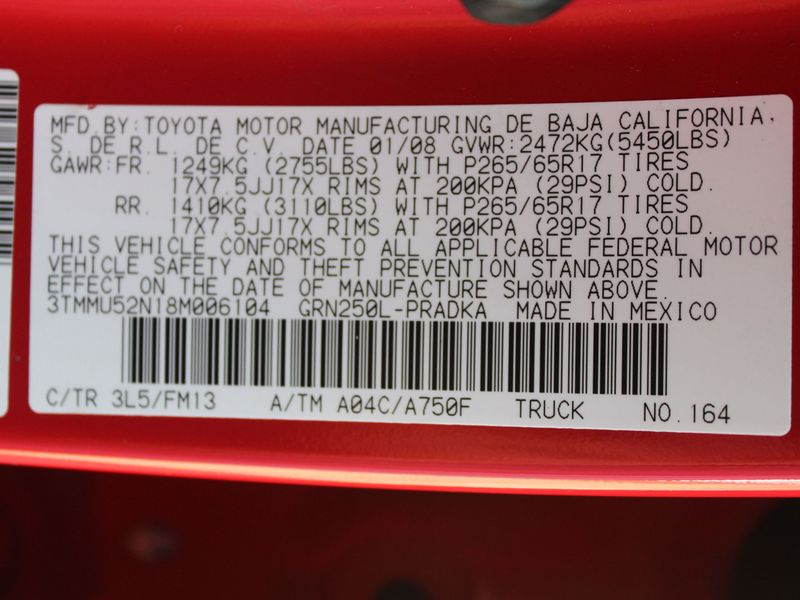 MFD.BY:TOYOTA MOTOR MANUFACTURING DE BAJA CALIFORNIA,
S. DE R.L. DE C.V. DATE 01/08 GVWR:2472KG(5450LBS)
GAWR:FR. 1249KG (2755LBS) WITH P265/65R17 TIRES
17X7.5JJ17X RIMS AT 200KPA (29PSI) COLD.
RR. 1410KG (3110LBS) WITH P265/65R17 TIRES
17X7.5JJ17X RIMS AT 200KPA (29PSI) COLD.
THIS VEHICLE CONFORMS TO ALL APPLICABLE FEDERAL MOTOR
VEHICLE SAFETY AND THEFT PREVENTION STANDARDS IN
EFFECT ON THE DATE OF MANUFACTURE SHOWN ABOVE.
3TMMU52N18M006104 GRN250L-PRADKA MADE IN MEXICO
C/TR 3L5/FM13 A/TM A04C/A750F TRUCK NO.164